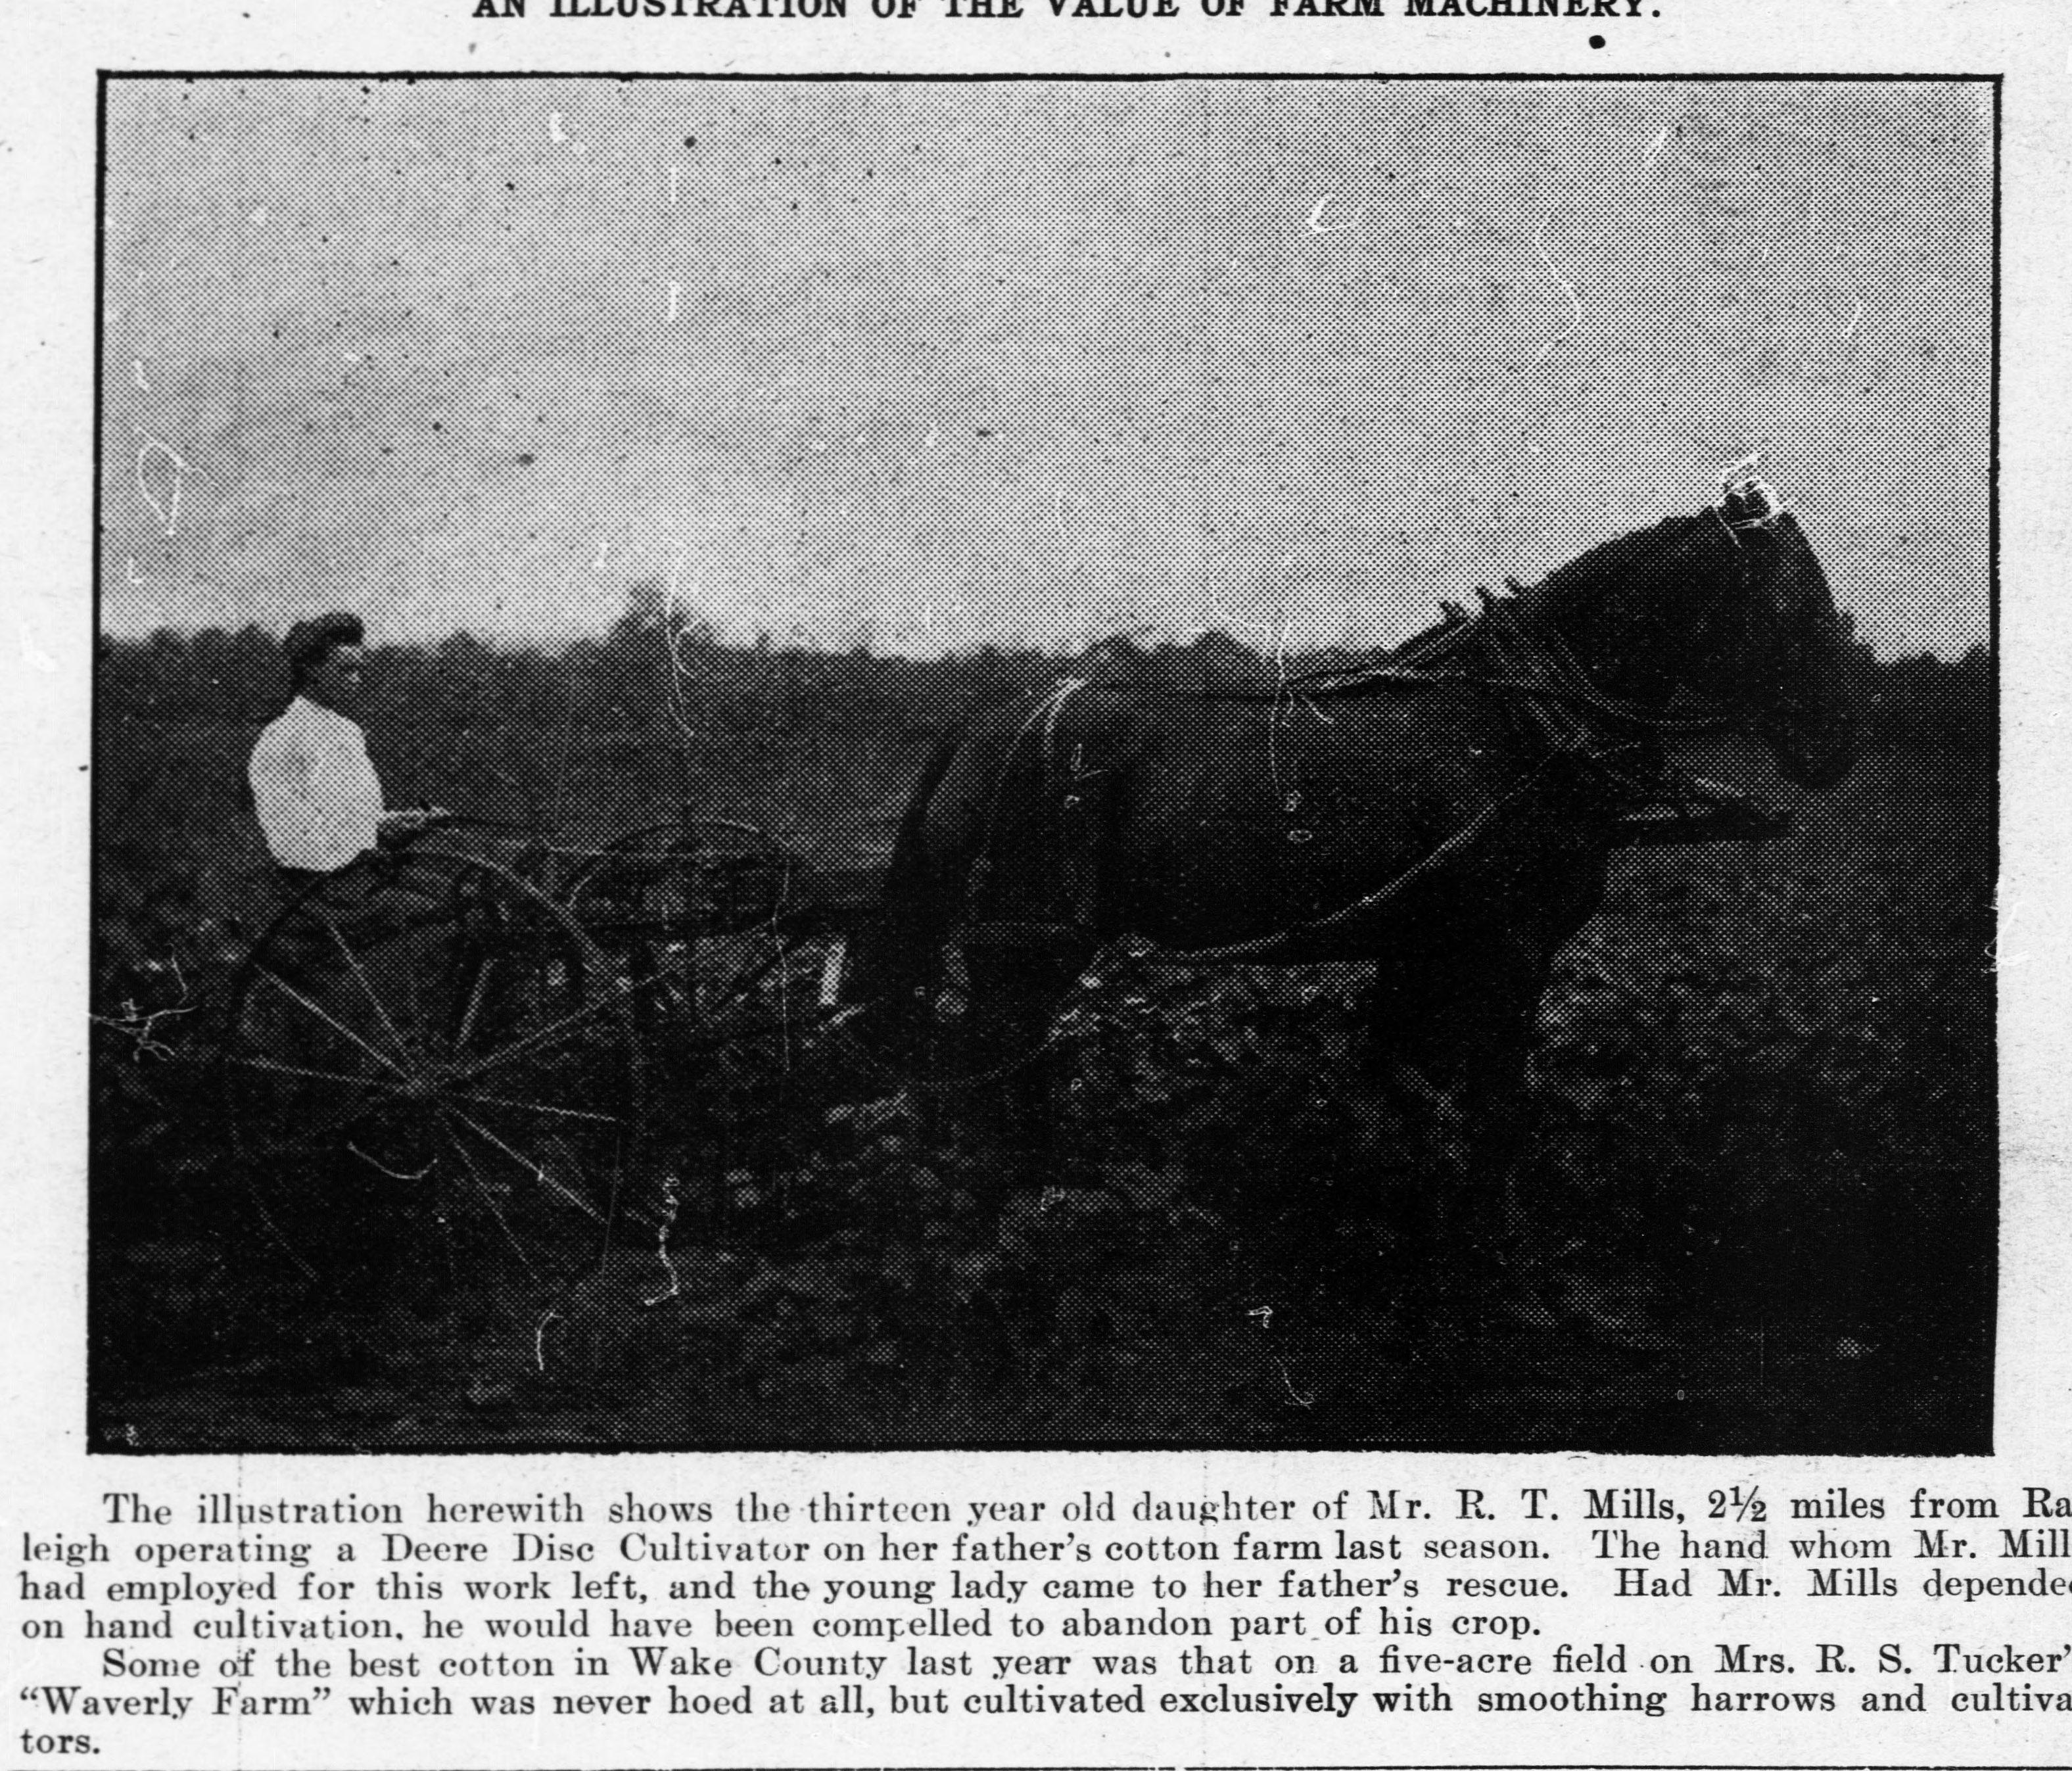 AN ILLUSTRATION OF THE VALUE OF FARM MACHINERY.
The illustration herewith shows the thirteen year old daughter of Mr. R. T. Mills, 2½ miles from Ra
leigh operating a Deere Disc Cultivator on her father's cotton farm last season. The hand whom Mr. Mill
had employed for this work left, and the young lady came to her father's rescue. Had Mr. Mills depended
on hand cultivation, he would have been compelled to abandon part of his crop.
Some of the best cotton in Wake County last year was that on a five-acre field on Mrs. R. S. Tucker'
"Waverly Farm" which was never hoed at all, but cultivated exclusively with smoothing harrows and cultiva
tors.